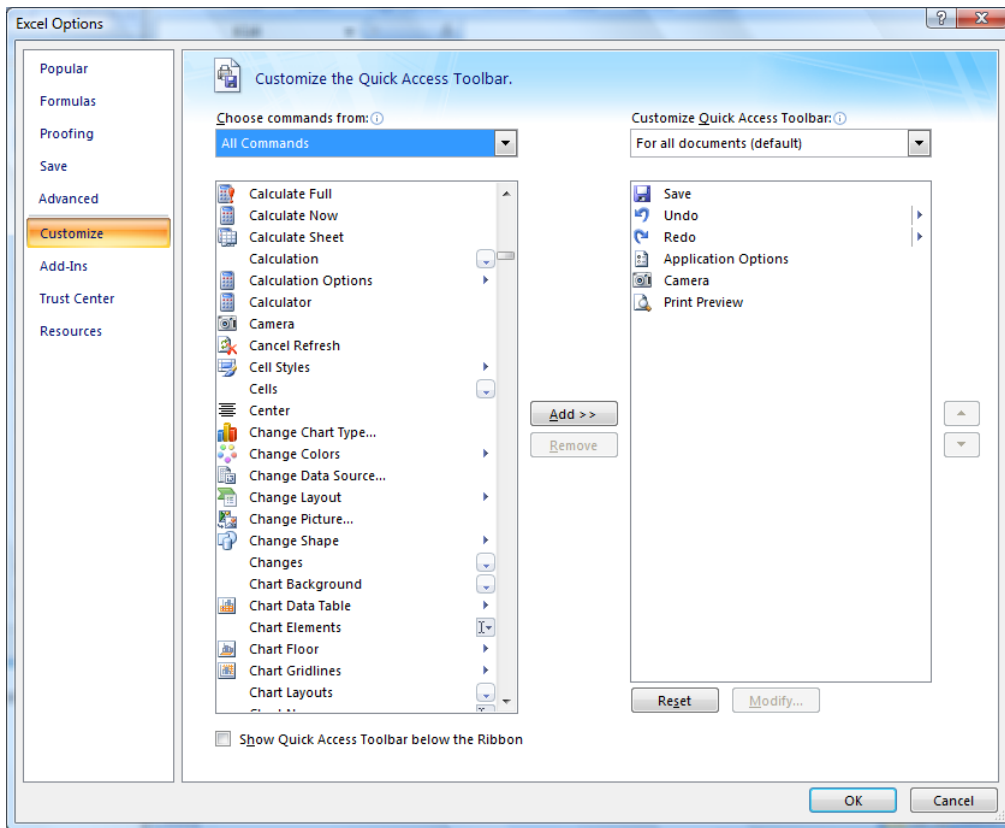 Excel Options
Popular
Formulas
Proofing
Save
Advanced
Customize
Add-Ins
Trust Center
Resources
Customize the Quick Access Toolbar.
Choose commands from:
All Commands
Calculate Full
Calculate Now
Calculate Sheet
Calculation
Calculation Options
Calculator
Camera
Cancel Refresh
Cell Styles
Cells
Center
Change Chart Type...
Change Colors
Change Data Source...
Change Layout
Change Picture...
Change Shape
Changes
Chart Background
Chart Data Table
Chart Elements
Chart Floor
Chart Gridlines
Chart Layouts
Show Quick Access Toolbar below the Ribbon
Add >>
Remove
Customize Quick Access Toolbar:
For all documents (default)
Save
Undo
Redo
Application Options
Camera
Print Preview
Reset
Modify...
OK
Cancel